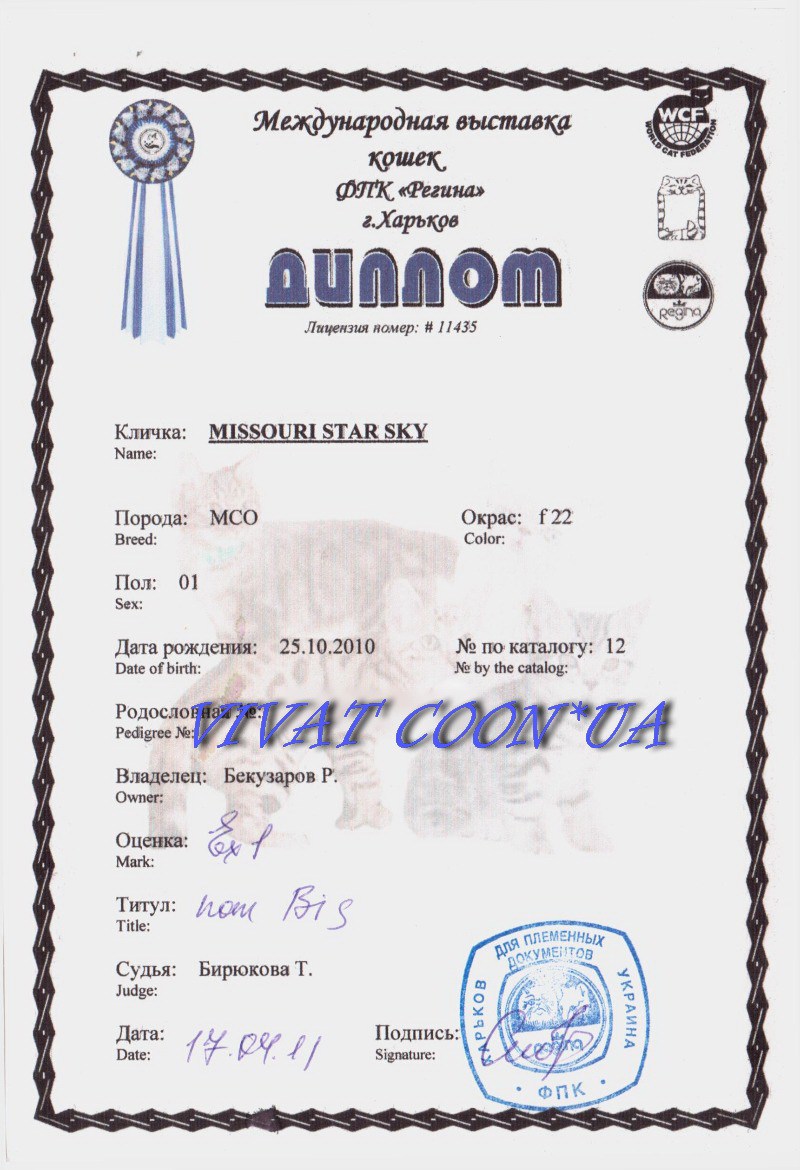 Международная выставка
кошек
ФПК «Регина»
г.Харьков
ДИПЛОМ
Лицензия номер: # 11435
WCF
WORLD CAT FEDERATION
Regina
Кличка: MISSOURI STAR SKY
Name:
Порода: MCO Окрас: f 22
Breed: Color:
Пол: 01
Sex:
Дата рождения: 25.10.2010 № по каталогу: 12
Date of birth: № by the catalog:
Родословная №:
Pedigree №:
VIVAT COON*UA
Владелец: Бекузаров Р.
Owner:
Оценка: Ex 1
Mark:
Титул: nom Bis
Title:
Судья: Бирюкова Т.
Judge:
Дата: 17.04.11 Подпись:
Date: Signature:
ДЛЯ ПЛЕМЕННЫХ
ДОКУМЕНТОВ
ХАРЬКОВ
УКРАИНА
Regina
· ФПК ·